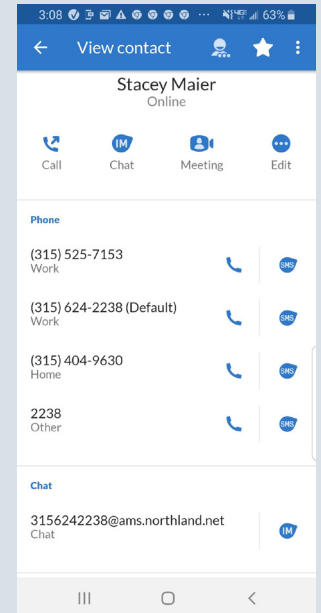 3:08 63%
View contact
Stacey Maier
Online
Call Chat Meeting Edit
Phone
(315) 525-7153
Work
SMS
(315) 624-2238 (Default)
Work
SMS
(315) 404-9630
Home
SMS
2238
Other
SMS
Chat
3156242238@ams.northland.net
Chat
IM